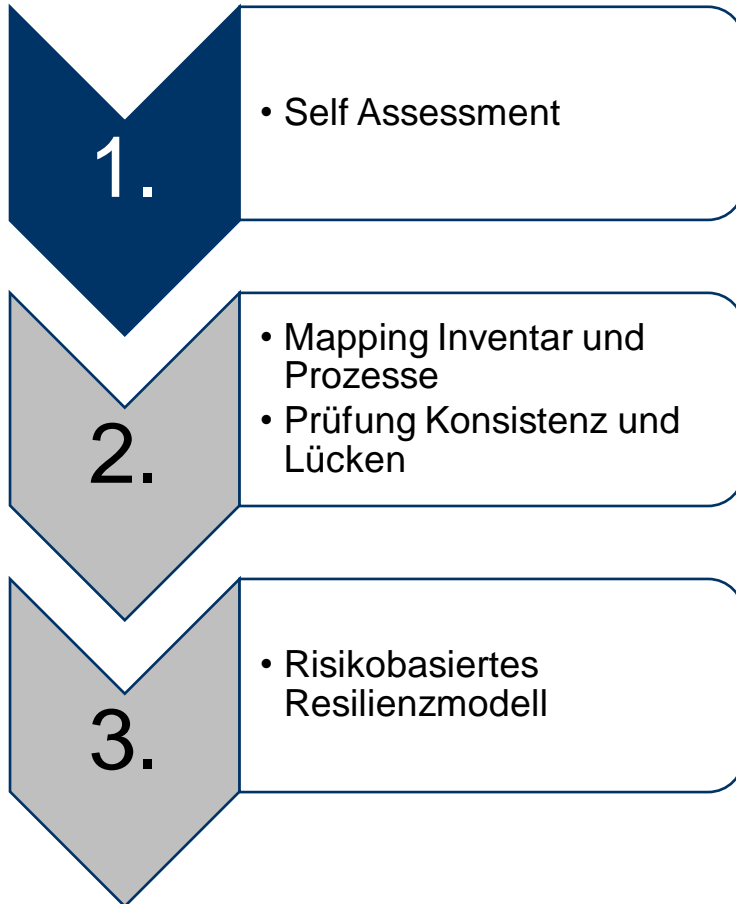 1.
• Self Assessment
2.
• Mapping Inventar und
Prozesse
• Prüfung Konsistenz und
Lücken
3.
• Risikobasiertes
Resilienzmodell